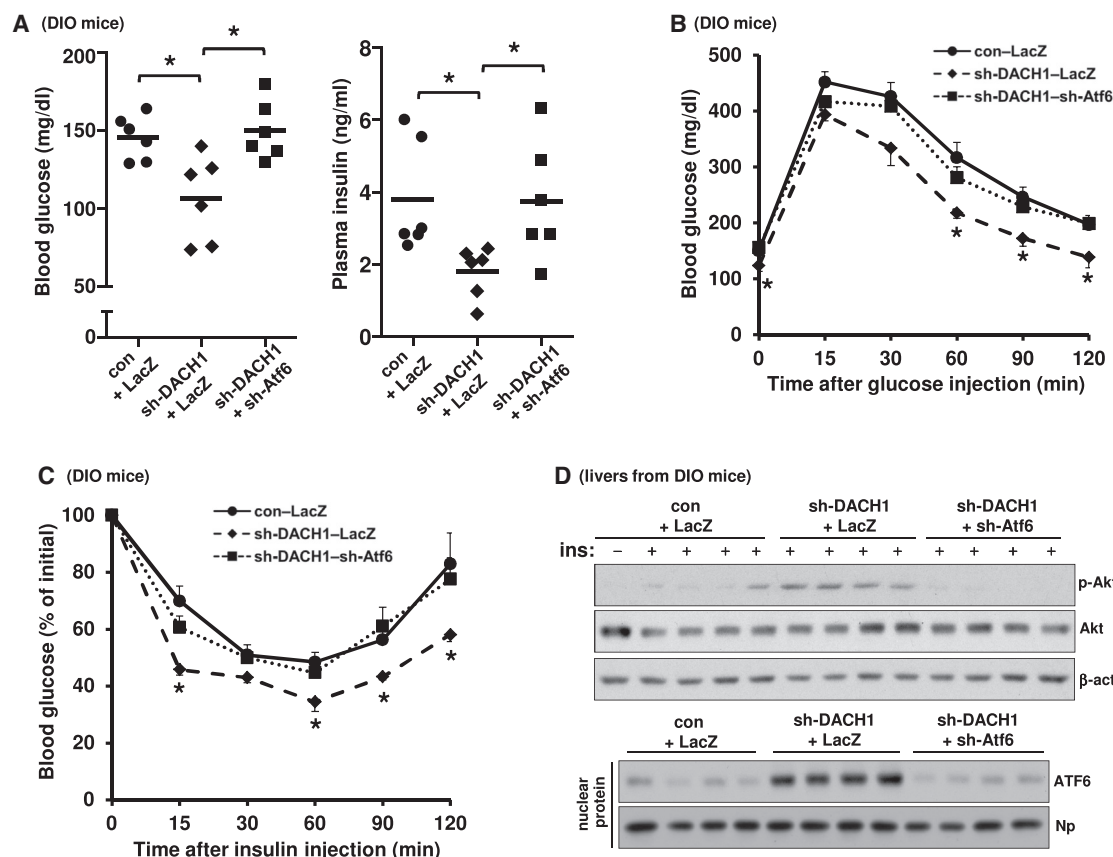 A (DIO mice)
Blood glucose (mg/dl)
200
150
100
50
0
*
*
con
+ LacZ
sh-DACH1
+ LacZ
sh-DACH1
+ sh-Atf6
Plasma insulin (ng/ml)
8
6
4
2
0
*
*
con
+ LacZ
sh-DACH1
+ LacZ
sh-DACH1
+ sh-Atf6
B (DIO mice)
Blood glucose (mg/dl)
500
400
300
200
100
0
con–LacZ
sh-DACH1–LacZ
sh-DACH1–sh-Atf6
*
*
*
*
0 15 30 60 90 120
Time after glucose injection (min)
C (DIO mice)
Blood glucose (% of initial)
100
80
60
40
20
0
con–LacZ
sh-DACH1–LacZ
sh-DACH1–sh-Atf6
*
*
*
*
0 15 30 60 90 120
Time after insulin injection (min)
D (livers from DIO mice)
con sh-DACH1 sh-DACH1
+ LacZ + LacZ + sh-Atf6
ins: – + + + + + + + + + + + +
p-Akt
Akt
β-act
con sh-DACH1 sh-DACH1
+ LacZ + LacZ + sh-Atf6
nuclear
protein
ATF6
Np